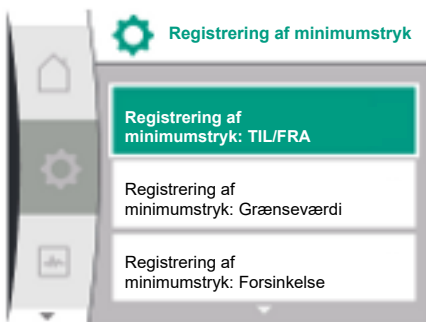 Registrering af minimumstryk
Registrering af
minimumstryk: TIL/FRA
Registrering af
minimumstryk: Grænseværdi
Registrering af
minimumstryk: Forsinkelse